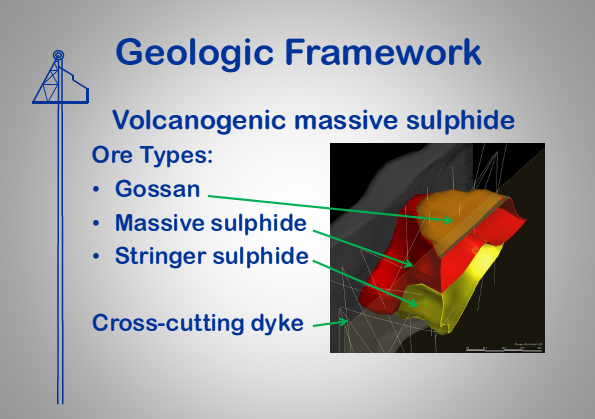 Geologic Framework
Volcanogenic massive sulphide
Ore Types:
• Gossan
• Massive sulphide
• Stringer sulphide
Cross-cutting dyke